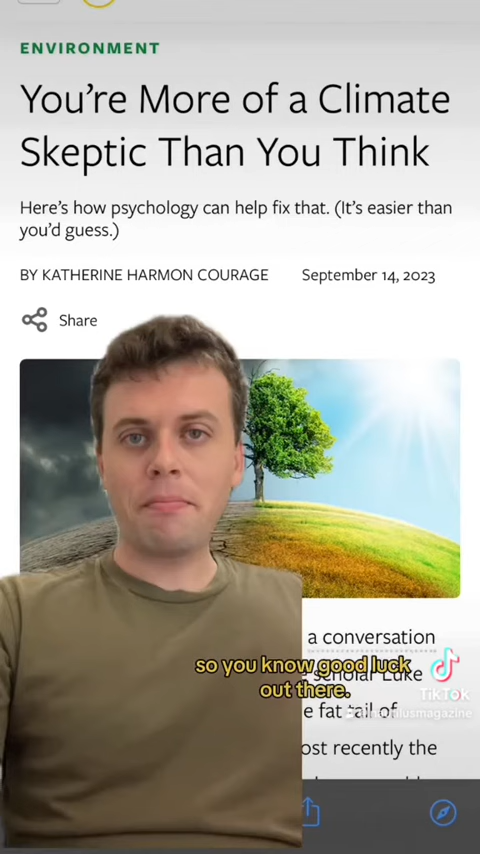 ENVIRONMENT
You're More of a Climate
Skeptic Than You Think
Here's how psychology can help fix that. (It's easier than
you'd guess.)
BY KATHERINE HARMON COURAGE September 14, 2023
Share
a conversation
so you know good luck
scholar Luke
out there.
TikTok
e fat tail of
ost recently the